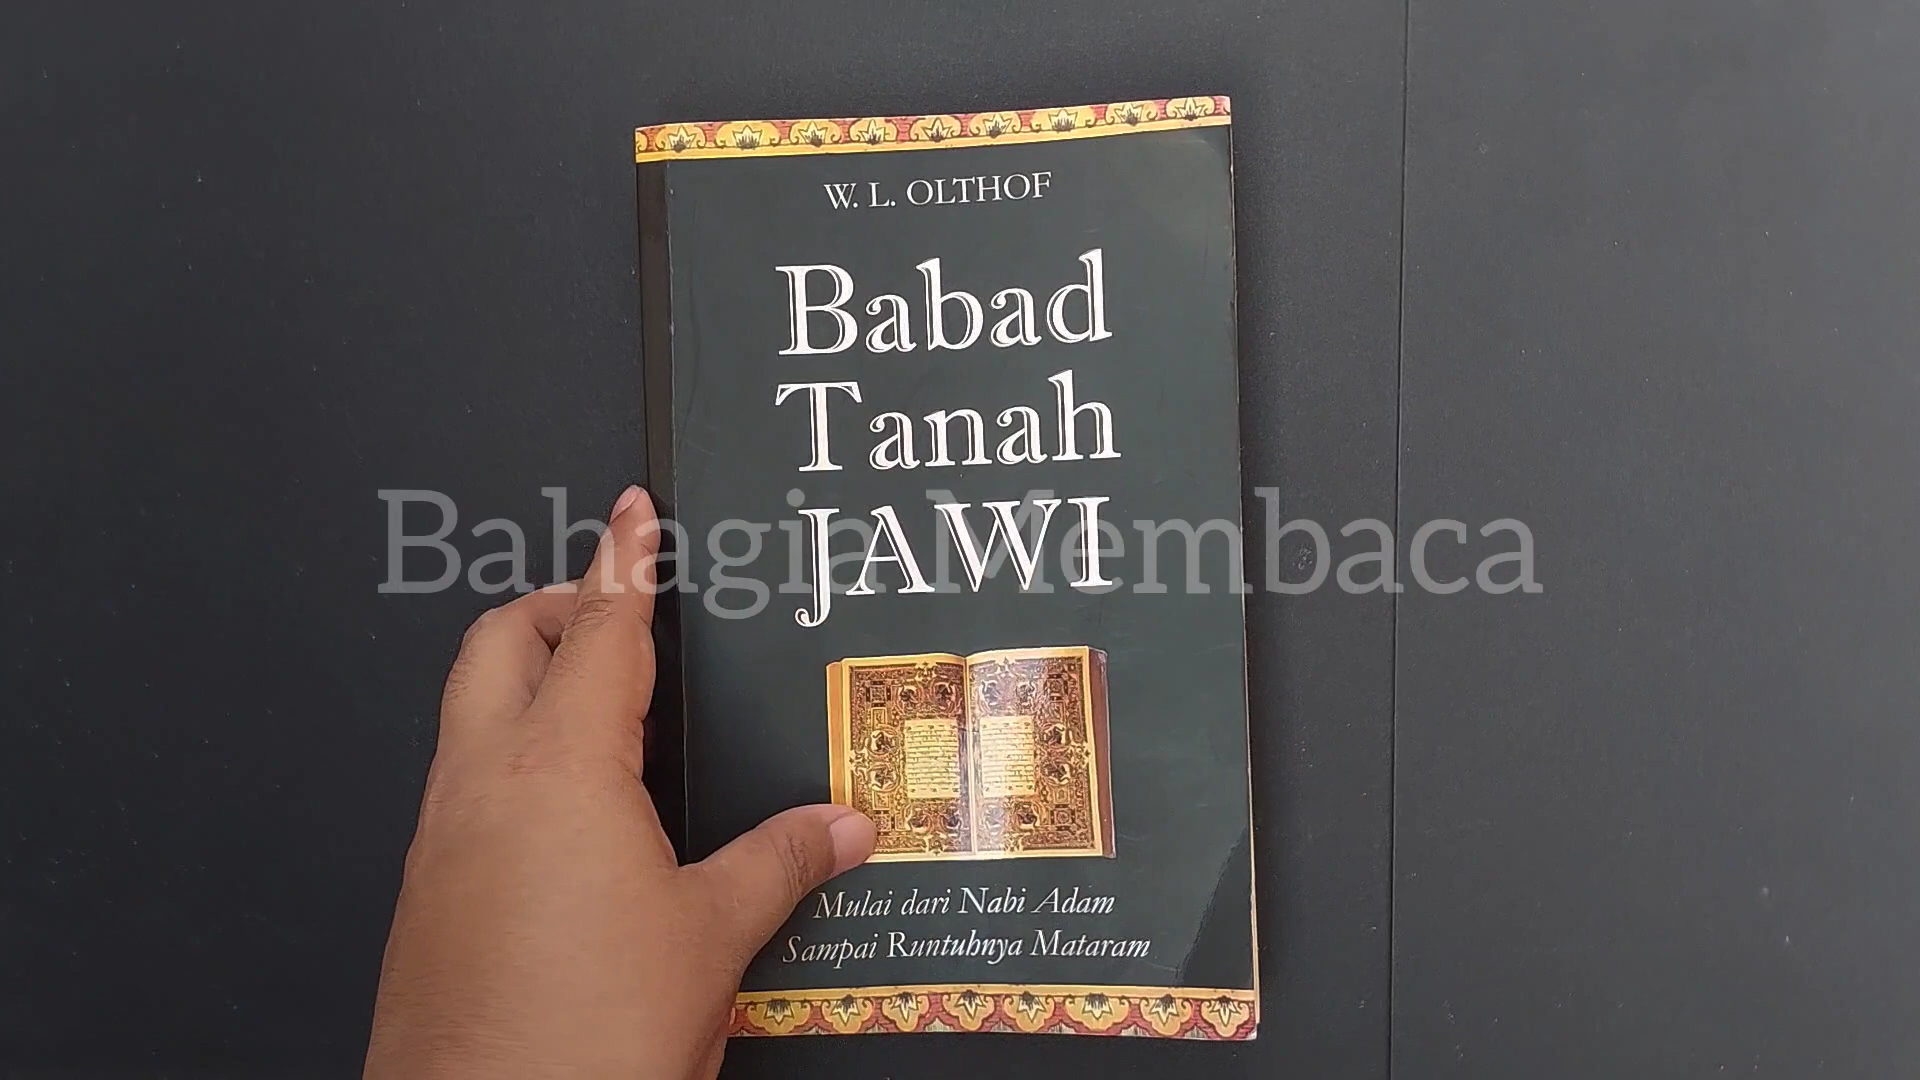 W. L. OLTHOF
Babad
Tanah
JAWI
Bahagia Membaca
Mulai dari Nabi Adam
Sampai Runtuhnya Mataram